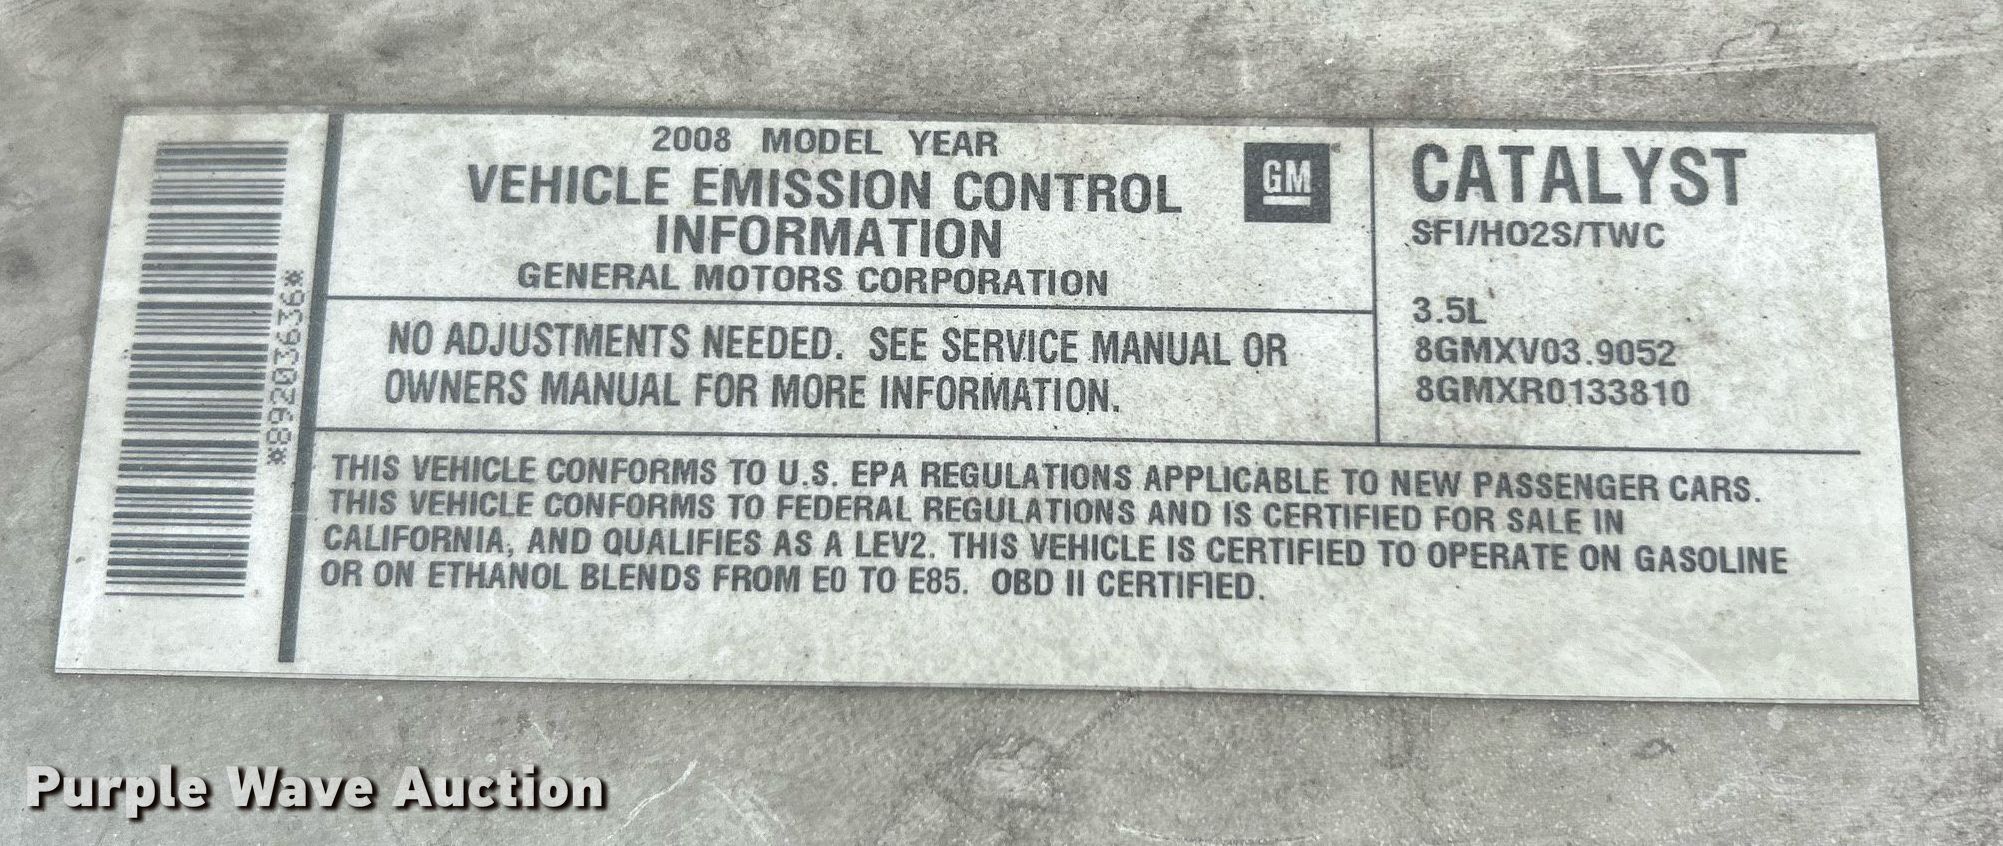 *89203636*
2008 MODEL YEAR
VEHICLE EMISSION CONTROL
INFORMATION
GENERAL MOTORS CORPORATION
GM
NO ADJUSTMENTS NEEDED. SEE SERVICE MANUAL OR
OWNERS MANUAL FOR MORE INFORMATION.
CATALYST
SFI/HO2S/TWC
3.5L
8GMXV03.9052
8GMXR0133810
THIS VEHICLE CONFORMS TO U.S. EPA REGULATIONS APPLICABLE TO NEW PASSENGER CARS.
THIS VEHICLE CONFORMS TO FEDERAL REGULATIONS AND IS CERTIFIED FOR SALE IN
CALIFORNIA, AND QUALIFIES AS A LEV2. THIS VEHICLE IS CERTIFIED TO OPERATE ON GASOLINE
OR ON ETHANOL BLENDS FROM E0 TO E85. OBD II CERTIFIED.
Purple Wave Auction